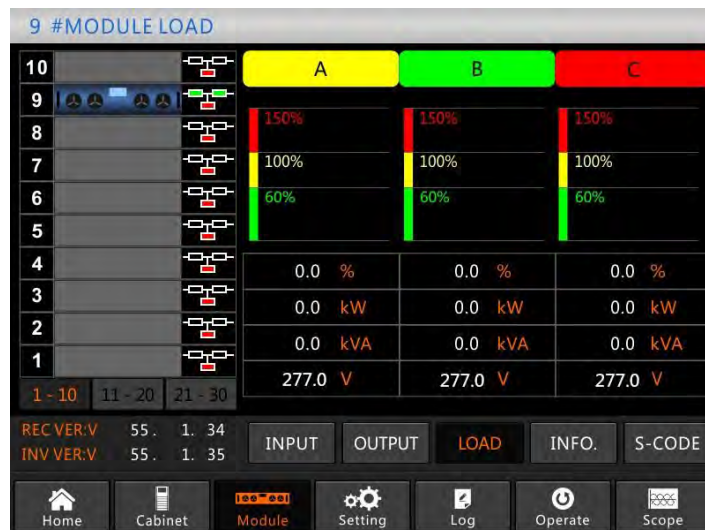 9 #MODULE LOAD
10
9
8
7
6
5
4
3
2
1
1 - 10 11 - 20 21 - 30
A B C
150% 150% 150%
100% 100% 100%
60% 60% 60%
0.0 % 0.0 % 0.0 %
0.0 kW 0.0 kW 0.0 kW
0.0 kVA 0.0 kVA 0.0 kVA
277.0 V 277.0 V 277.0 V
REC VER:V 55. 1. 34
INV VER:V 55. 1. 35
INPUT OUTPUT LOAD INFO. S-CODE
Home Cabinet Module Setting Log Operate Scope